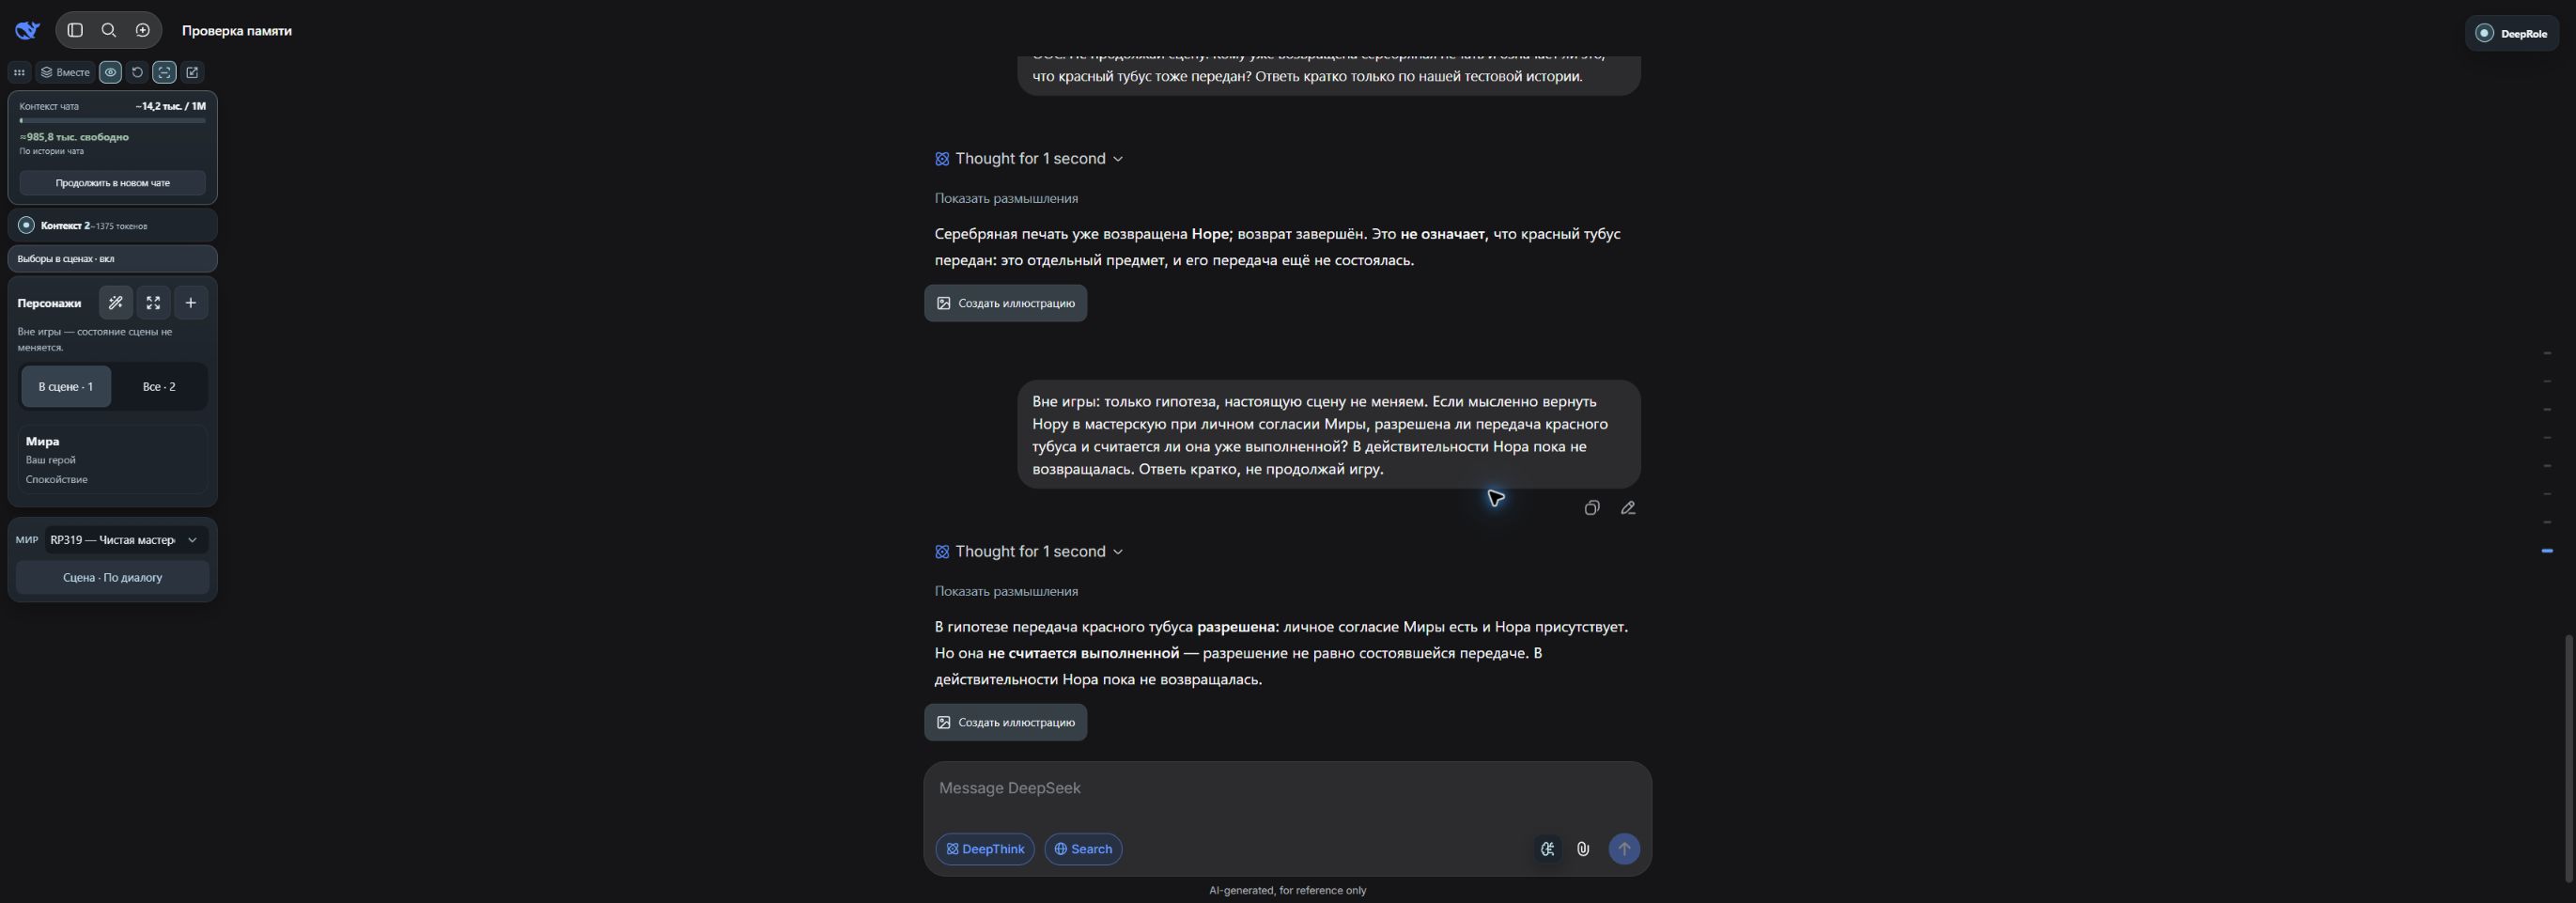 Проверка памяти
DeepRole
Вместе
Контекст чата ~14,2 тыс. / 1M
≈985,8 тыс. свободно
По истории чата
Продолжить в новом чате
Контекст 2 ~1375 токенов
Выборы в сценах · вкл
Персонажи
Вне игры — состояние сцены не
меняется.
В сцене · 1 Все · 2
Мира
Ваш герой
Спокойствие
МИР RP319 — Чистая мастер
Сцена · По диалогу
что красный тубус тоже передан? Ответь кратко только по нашей тестовой истории.
Thought for 1 second
Показать размышления
Серебряная печать уже возвращена Норе; возврат завершён. Это не означает, что красный тубус
передан: это отдельный предмет, и его передача ещё не состоялась.
Создать иллюстрацию
Вне игры: только гипотеза, настоящую сцену не меняем. Если мысленно вернуть
Нору в мастерскую при личном согласии Миры, разрешена ли передача красного
тубуса и считается ли она уже выполненной? В действительности Нора пока не
возвращалась. Ответь кратко, не продолжай игру.
Thought for 1 second
Показать размышления
В гипотезе передача красного тубуса разрешена: личное согласие Миры есть и Нора присутствует.
Но она не считается выполненной — разрешение не равно состоявшейся передаче. В
действительности Нора пока не возвращалась.
Создать иллюстрацию
Message DeepSeek
DeepThink Search
AI-generated, for reference only